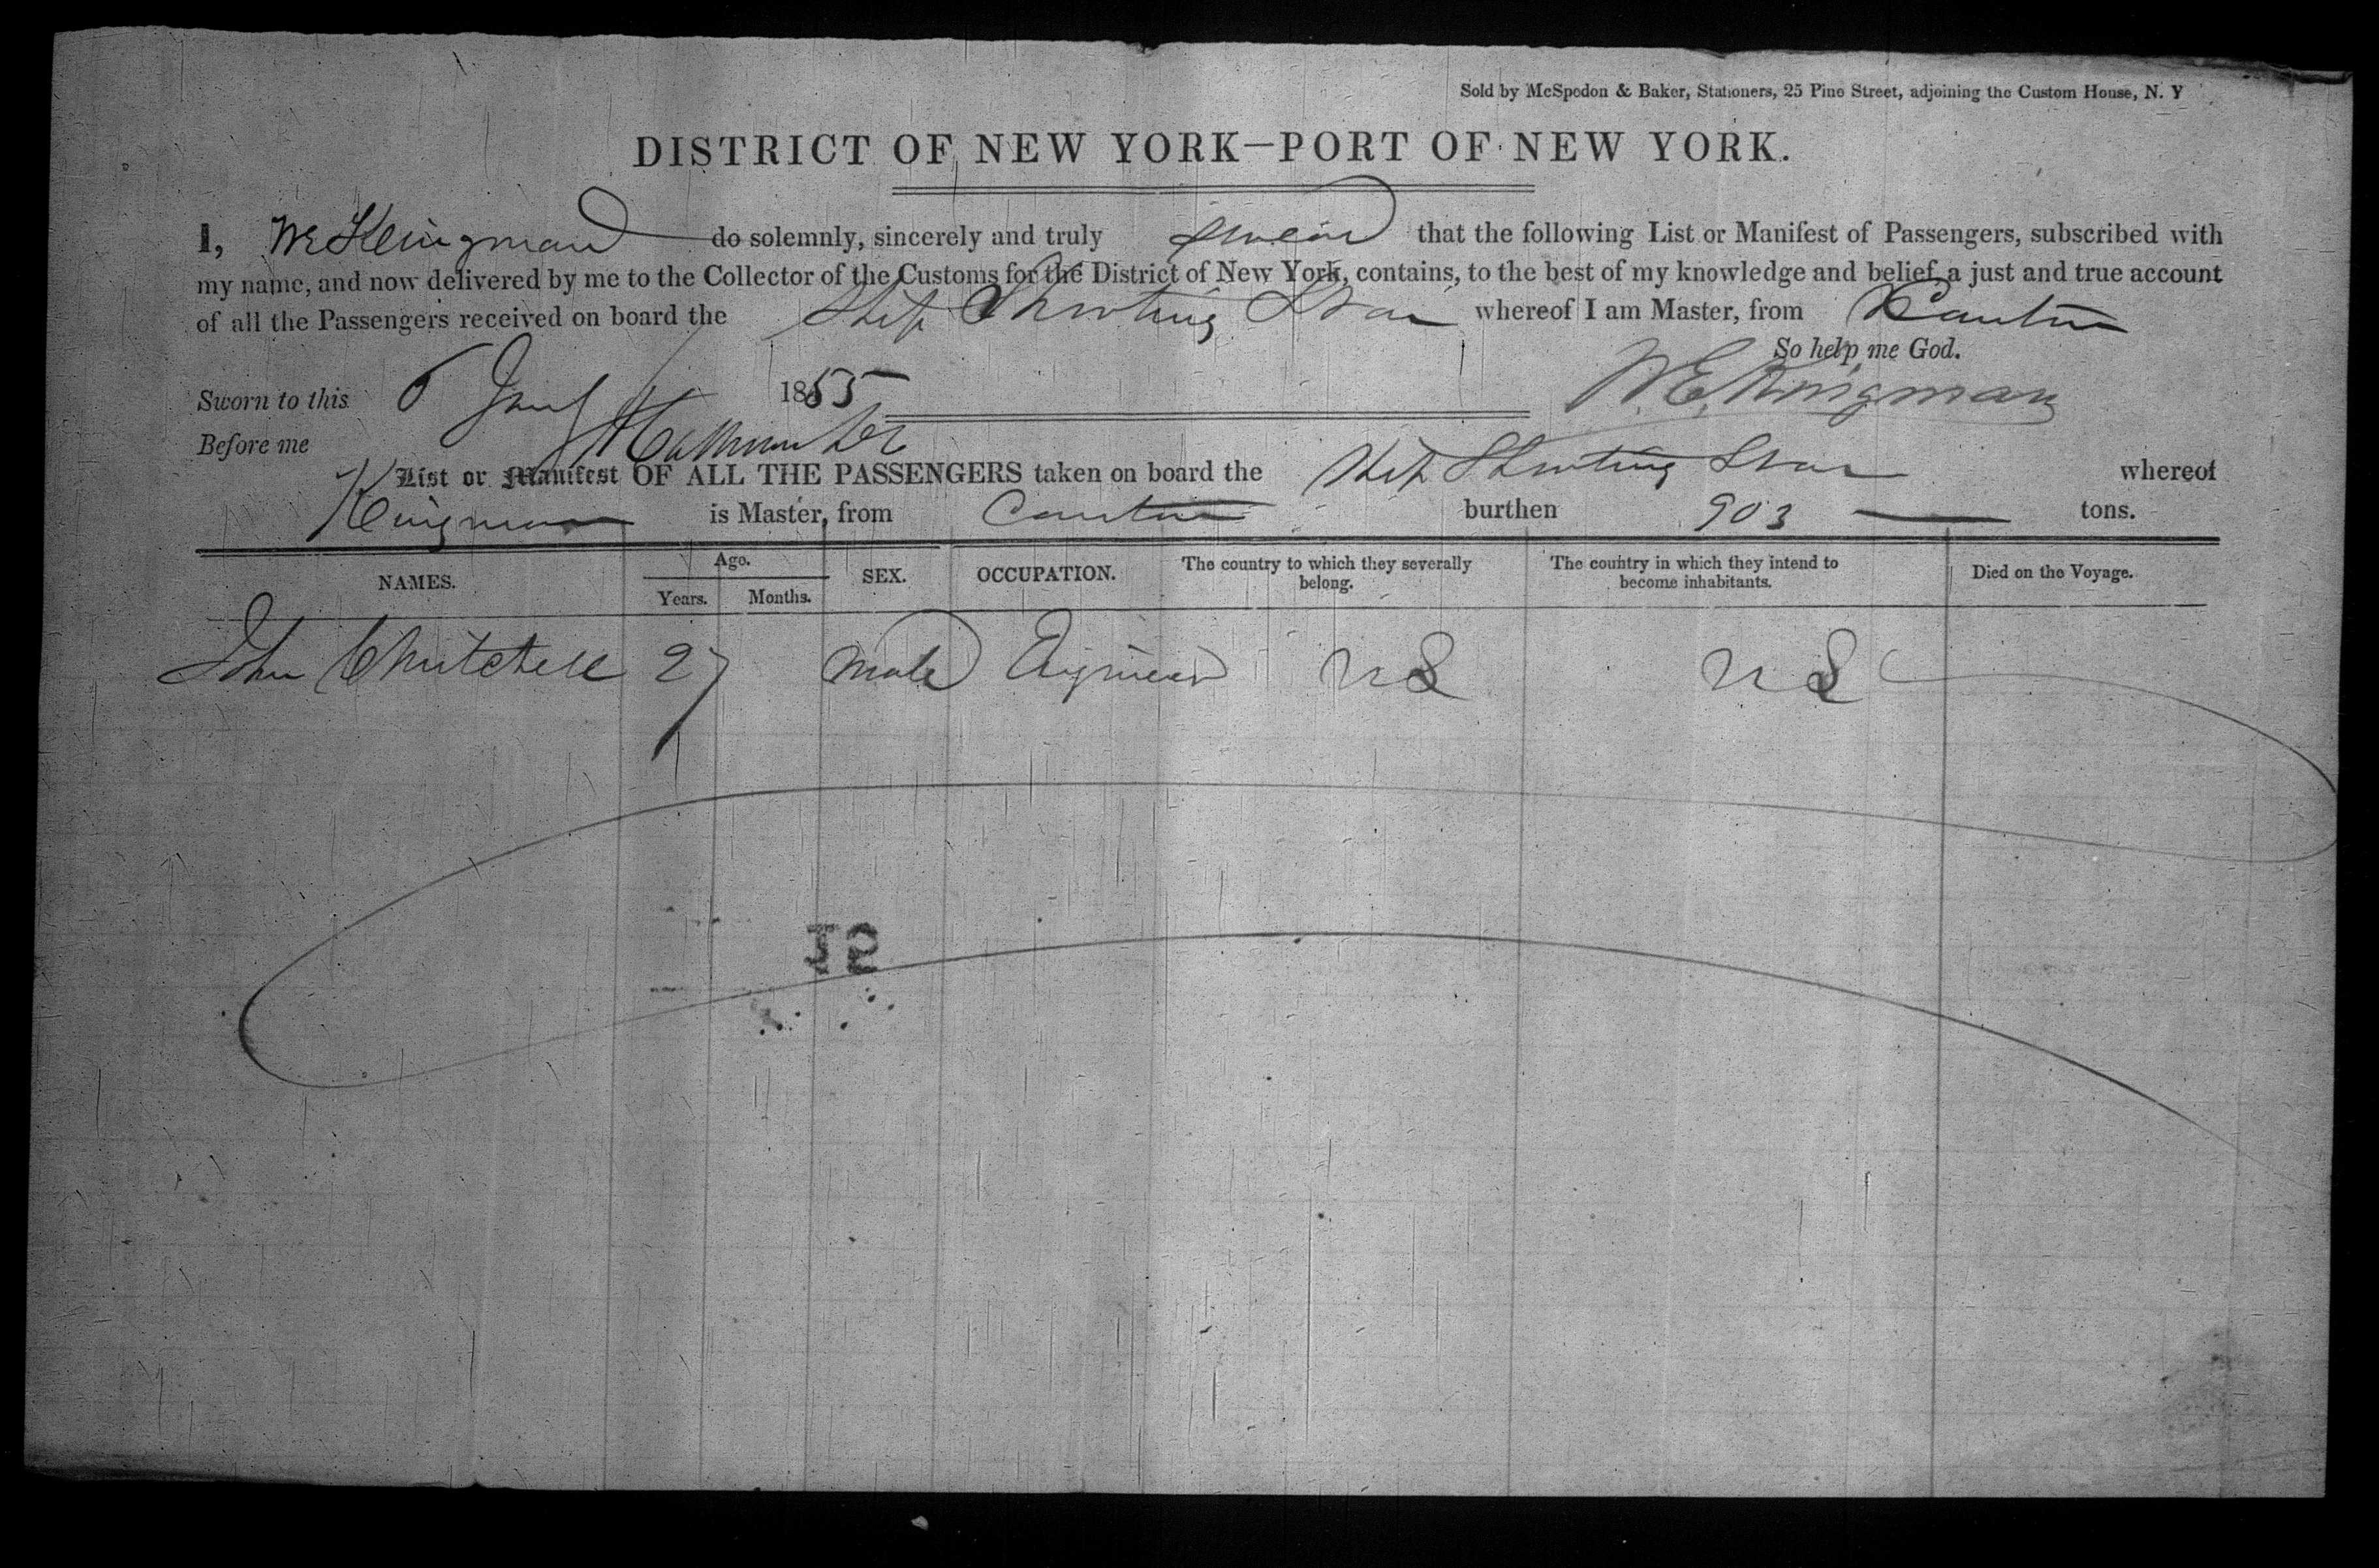 Sold by McSpedon & Baker, Stationers, 25 Pine Street, adjoining the Custom House, N. Y
DISTRICT OF NEW YORK—PORT OF NEW YORK.
I, W E Kingman do solemnly, sincerely and truly swear that the following List or Manifest of Passengers, subscribed with
my name, and now delivered by me to the Collector of the Customs for the District of New York, contains, to the best of my knowledge and belief, a just and true account
of all the Passengers received on board the Ship Shooting Star whereof I am Master, from Canton
So help me God.
Sworn to this 6 1855 W. E. Kingman
Before me
List or Manifest OF ALL THE PASSENGERS taken on board the Ship Shooting Star whereof
Kingman is Master, from Canton burthen 903 tons.
NAMES. Age. Years. Months. SEX. OCCUPATION. The country to which they severally belong. The country in which they intend to become inhabitants. Died on the Voyage.
John C Mitchell 27 male Engineer U S U S